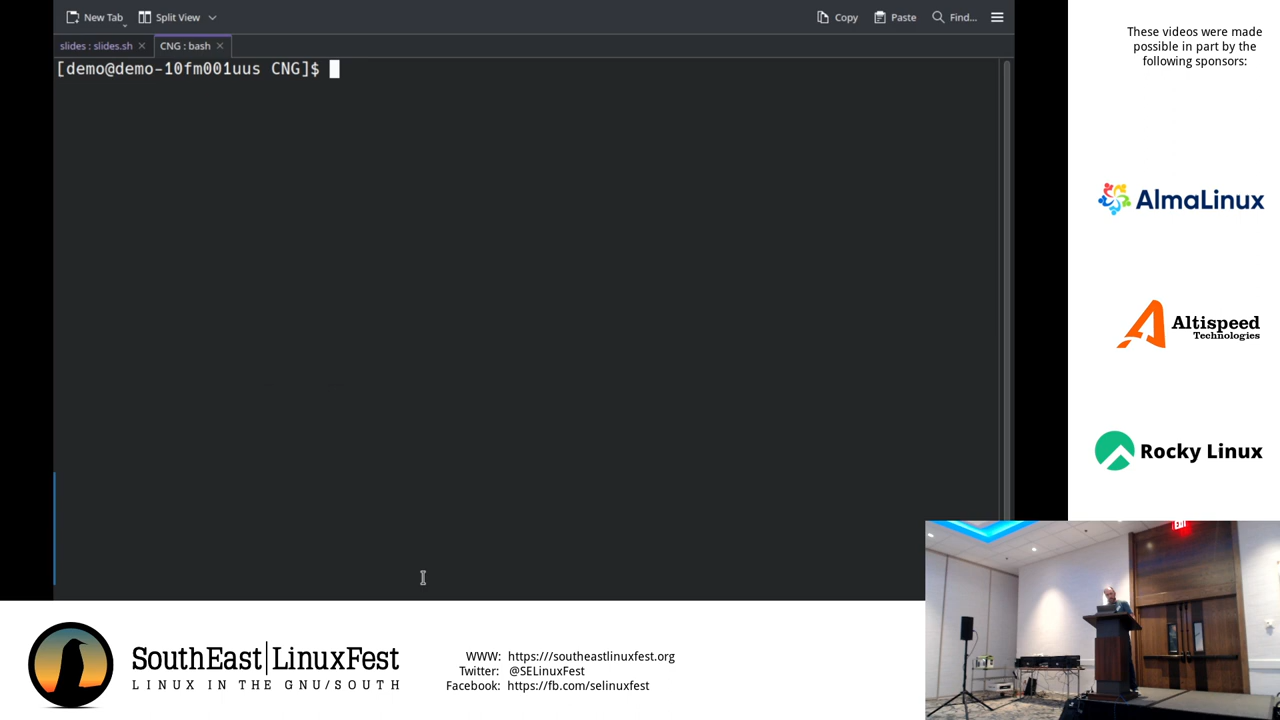 New Tab
Split View
Copy
Paste
Find...
slides : slides.sh
CNG : bash
[demo@demo-10fm001uus CNG]$
These videos were made
possible in part by the
following sponsors:
AlmaLinux
Altispeed
Technologies
Rocky Linux
EXIT
SouthEast|LinuxFest
LINUX IN THE GNU/SOUTH
WWW: https:///southeastlinuxfest.org
Twitter: @SELinuxFest
Facebook: https://fb.com/selinuxfest